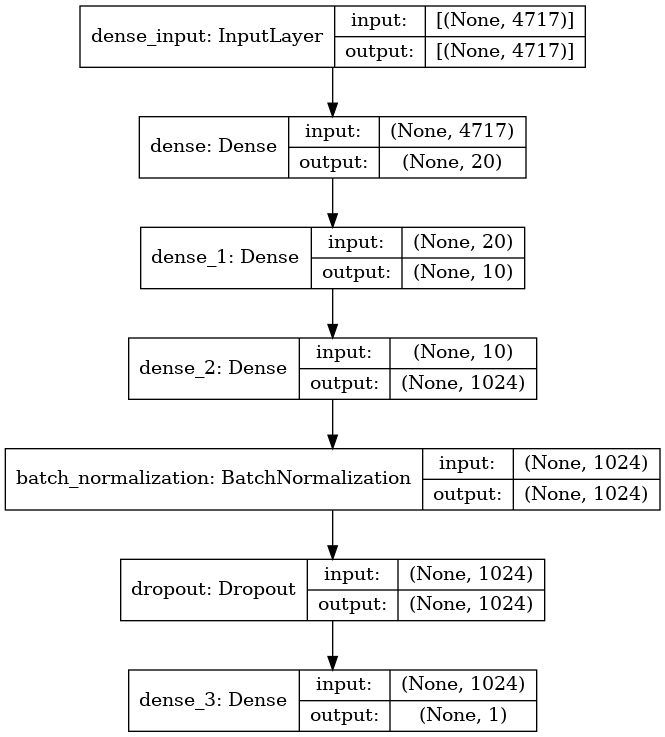 dense_input: InputLayer
input: [(None, 4717)]
output: [(None, 4717)]
dense: Dense
input: (None, 4717)
output: (None, 20)
dense_1: Dense
input: (None, 20)
output: (None, 10)
dense_2: Dense
input: (None, 10)
output: (None, 1024)
batch_normalization: BatchNormalization
input: (None, 1024)
output: (None, 1024)
dropout: Dropout
input: (None, 1024)
output: (None, 1024)
dense_3: Dense
input: (None, 1024)
output: (None, 1)